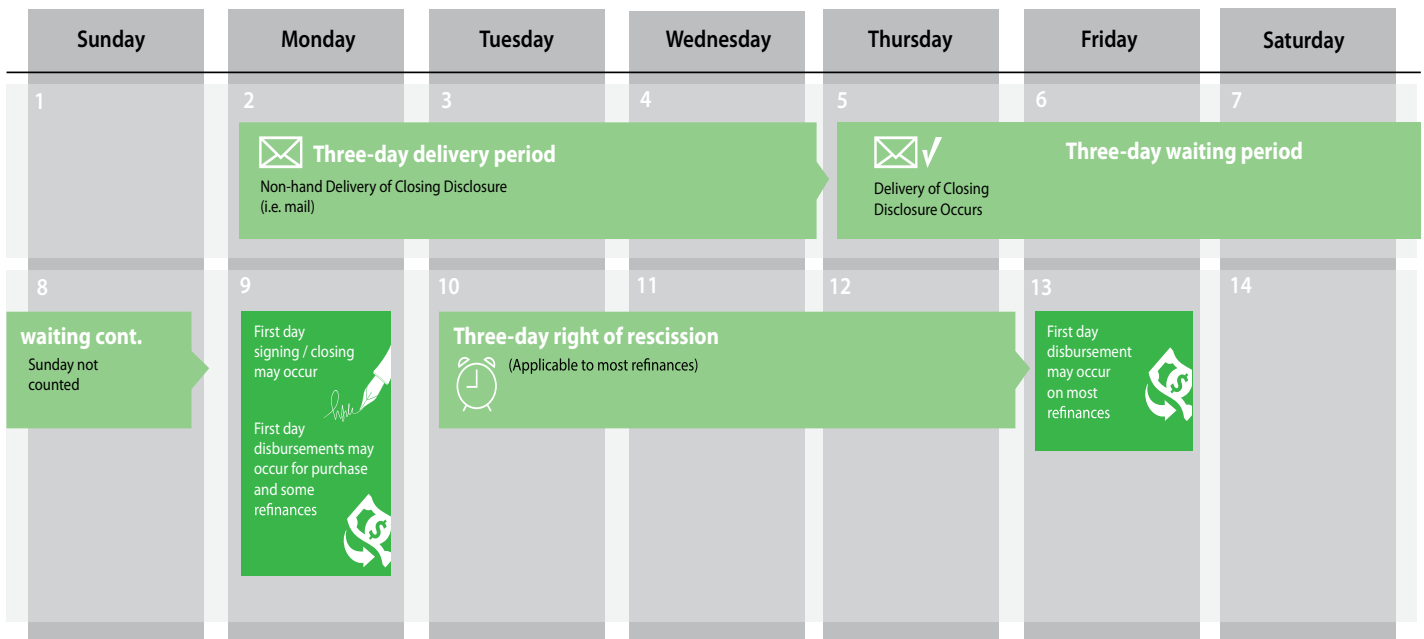 Sunday
Monday
Tuesday
Wednesday
Thursday
Friday
Saturday
1
2
3
4
5
6
7
Three-day delivery period
Non-hand Delivery of Closing Disclosure
(i.e. mail)
Delivery of Closing
Disclosure Occurs
Three-day waiting period
8
9
10
11
12
13
14
waiting cont.
Sunday not
counted
First day
signing / closing
may occur
First day
disbursements may
occur for purchase
and some
refinances
Three-day right of rescission
(Applicable to most refinances)
First day
disbursement
may occur
on most
refinances
$
$